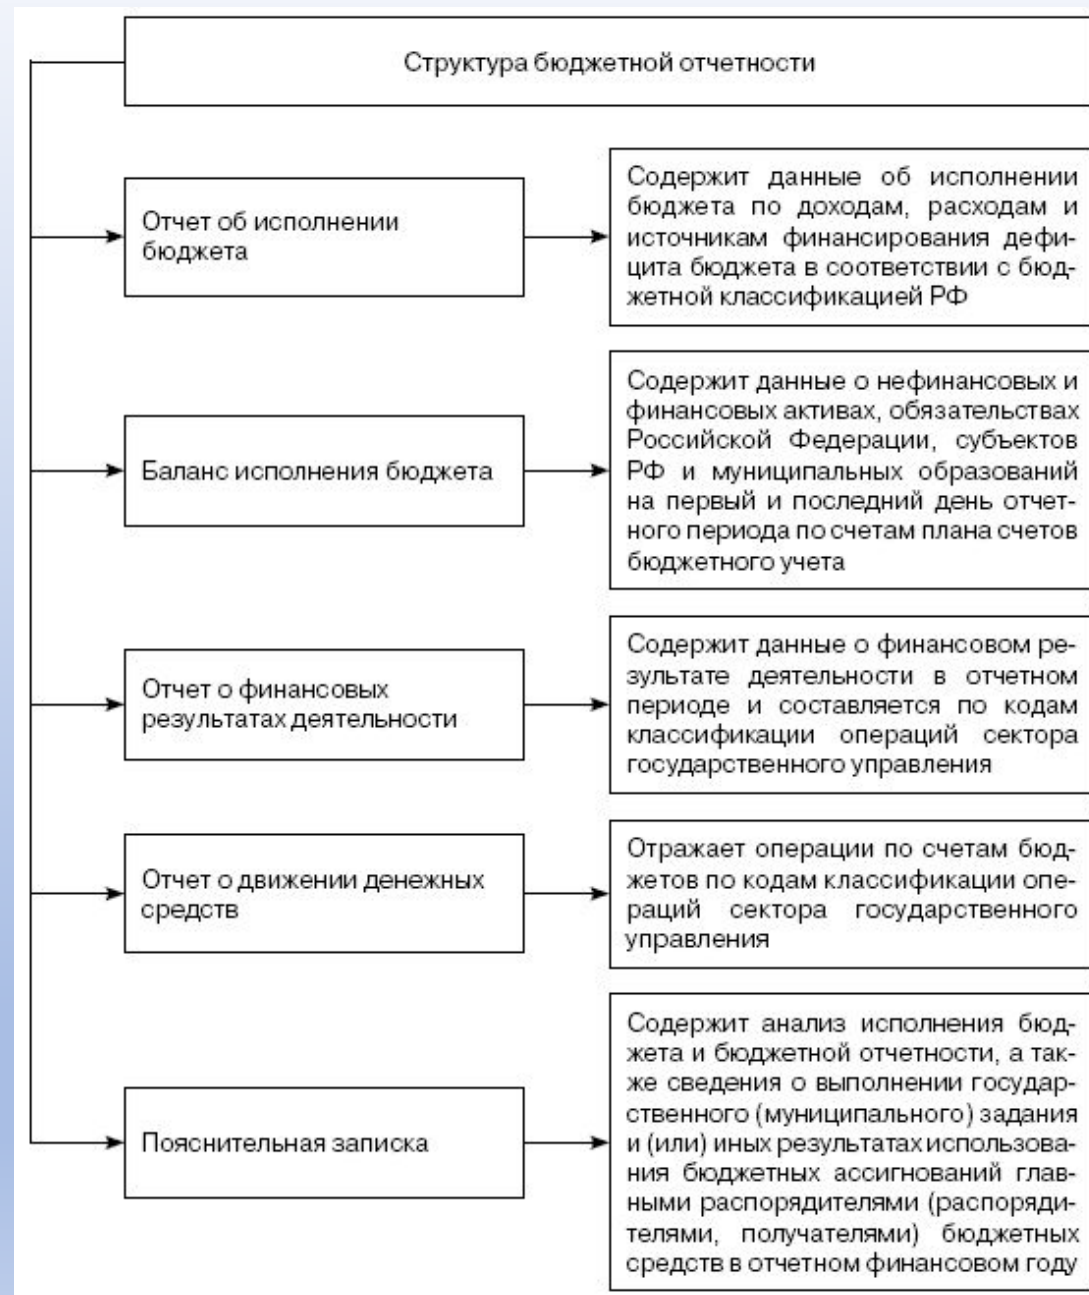 Структура бюджетной отчетности
Отчет об исполнении
бюджета
Содержит данные об исполнении
бюджета по доходам, расходам и
источникам финансирования дефи-
цита бюджета в соответствии с бюд-
жетной классификацией РФ
Баланс исполнения бюджета
Содержит данные о нефинансовых и
финансовых активах, обязательствах
Российской Федерации, субъектов
РФ и муниципальных образований
на первый и последний день отчет-
ного периода по счетам плана счетов
бюджетного учета
Отчет о финансовых
результатах деятельности
Содержит данные о финансовом ре-
зультате деятельности в отчетном
периоде и составляется по кодам
классификации операций сектора
государственного управления
Отчет о движении денежных
средств
Отражает операции по счетам бюд-
жетов по кодам классификации опе-
раций сектора государственного
управления
Пояснительная записка
Содержит анализ исполнения бюд-
жета и бюджетной отчетности, а так-
же сведения о выполнении государ-
ственного (муниципального) задания
и (или) иных результатах использова-
ния бюджетных ассигнований глав-
ными распорядителями (распоряди-
телями, получателями) бюджетных
средств в отчетном финансовом году